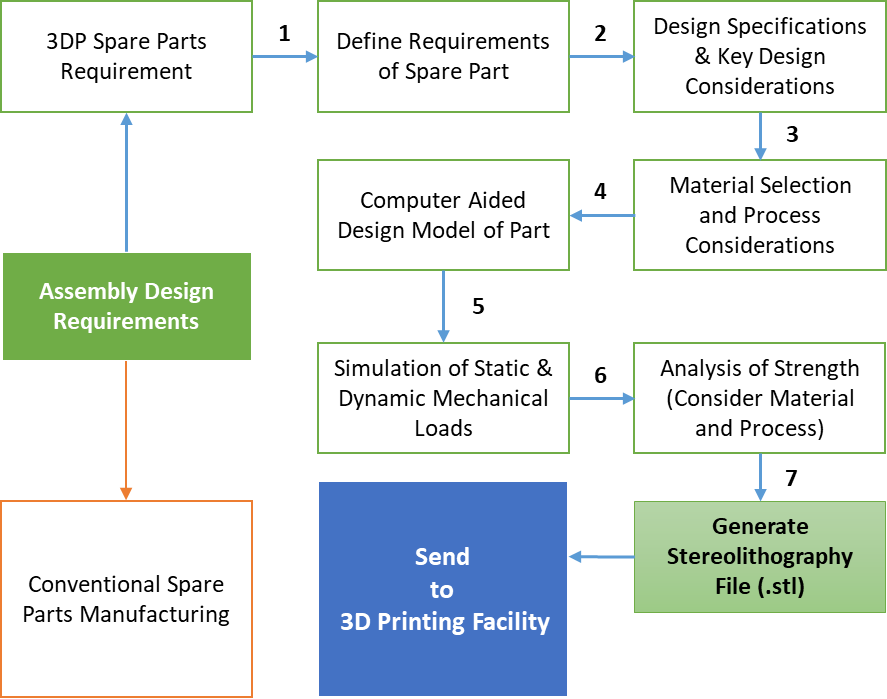 3DP Spare Parts
Requirement
1
Define Requirements
of Spare Part
2
Design Specifications
& Key Design
Considerations
3
Material Selection
and Process
Considerations
4
Computer Aided
Design Model of Part
5
Simulation of Static &
Dynamic Mechanical
Loads
6
Analysis of Strength
(Consider Material
and Process)
7
Generate
Stereolithography
File (.stl)
Send
to
3D Printing Facility
Assembly Design
Requirements
Conventional Spare
Parts Manufacturing